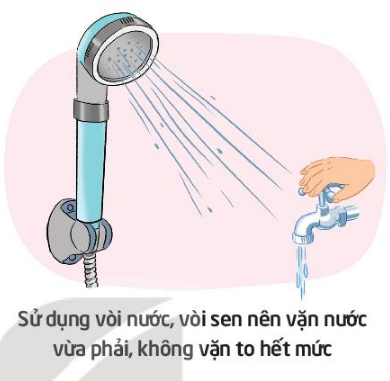 Sử dụng vòi nước, vòi sen nên vặn nước
vừa phải, không vặn to hết mức